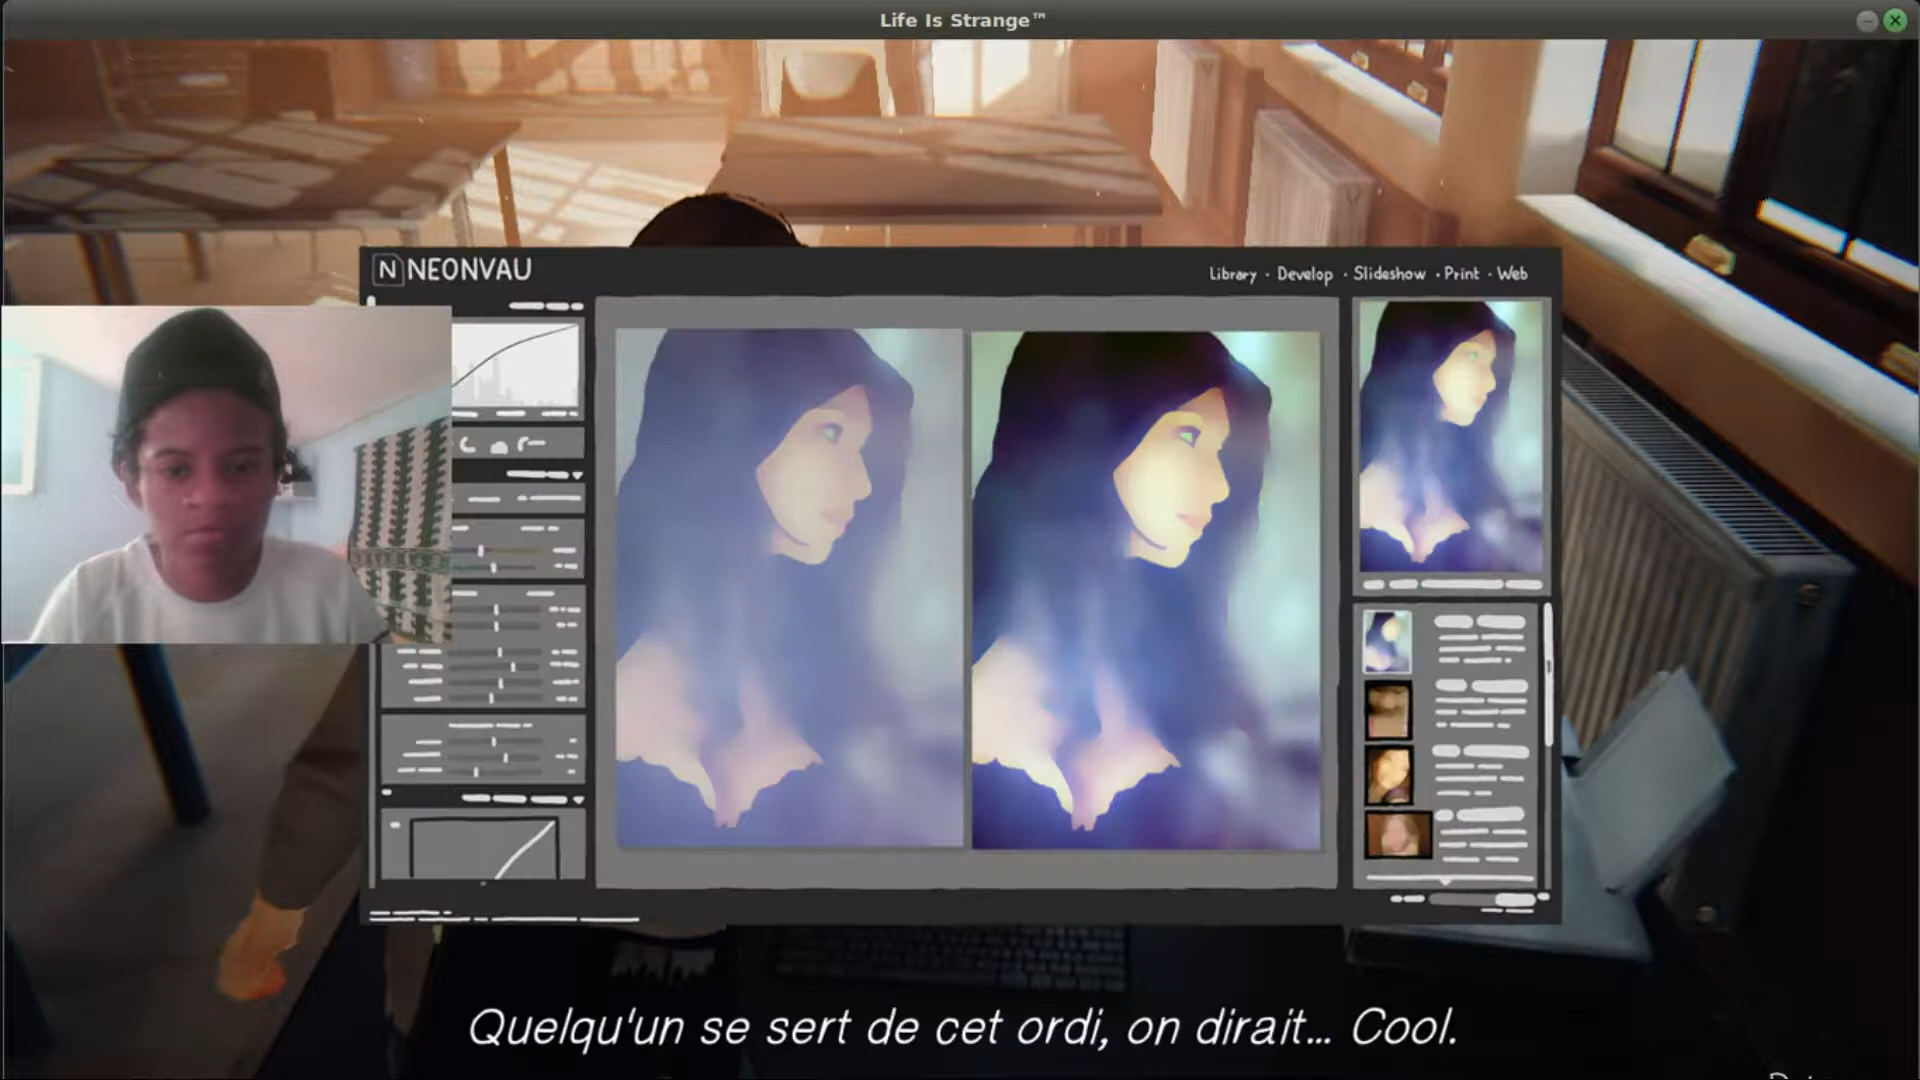 Life Is Strange™
N NEONVAU
Library · Develop · Slideshow · Print · Web
Quelqu'un se sert de cet ordi, on dirait... Cool.